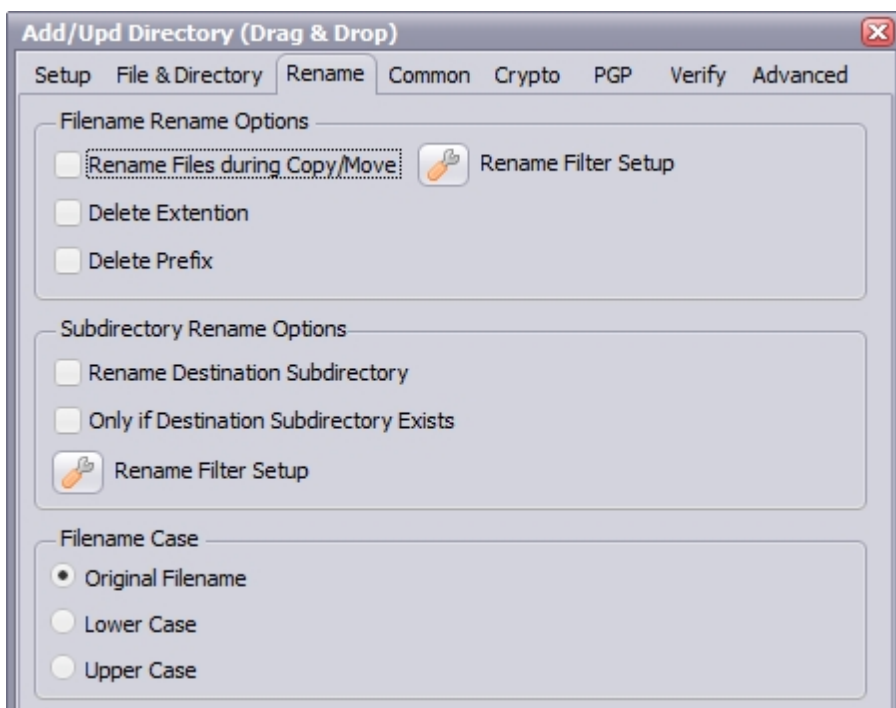 Add/Upd Directory (Drag & Drop)
Setup File & Directory Rename Common Crypto PGP Verify Advanced
Filename Rename Options
Rename Files during Copy/Move Rename Filter Setup
Delete Extention
Delete Prefix
Subdirectory Rename Options
Rename Destination Subdirectory
Only if Destination Subdirectory Exists
Rename Filter Setup
Filename Case
Original Filename
Lower Case
Upper Case